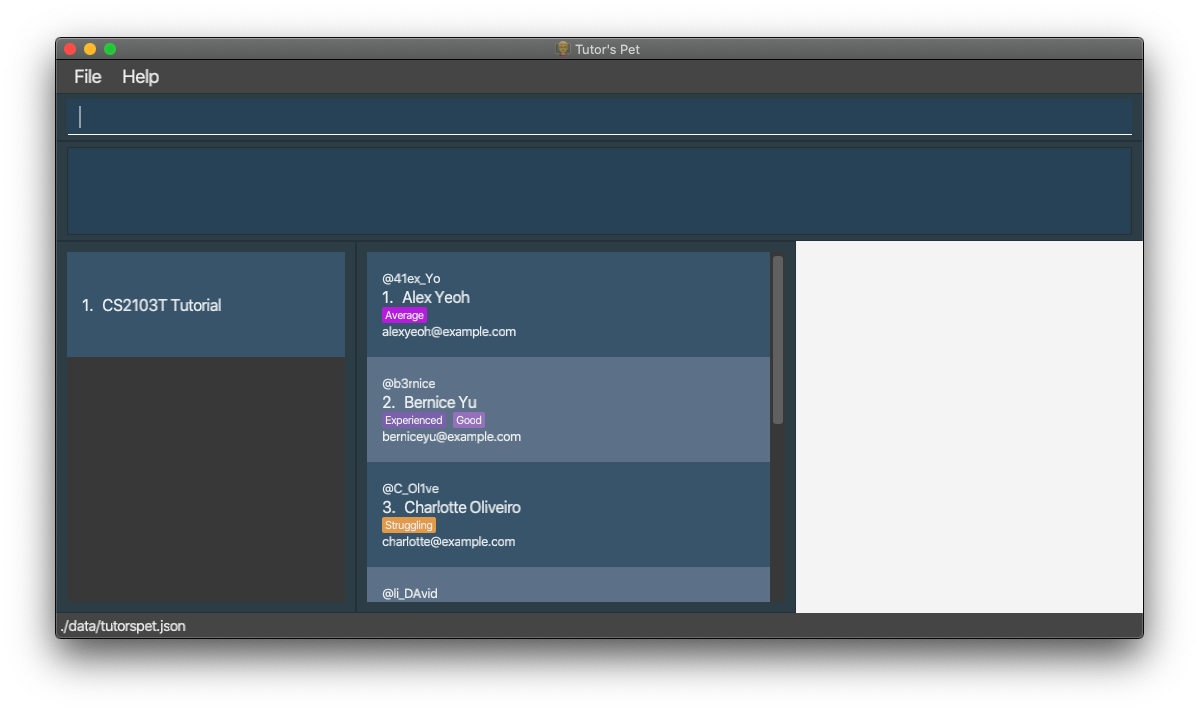 Tutor's Pet
File Help
1. CS2103T Tutorial
@41ex_Yo
1. Alex Yeoh
Average
alexyeoh@example.com
@b3rnice
2. Bernice Yu
Experienced Good
berniceyu@example.com
@C_Ol1ve
3. Charlotte Oliveiro
Struggling
charlotte@example.com
@li_DAvid
./data/tutorspet.json